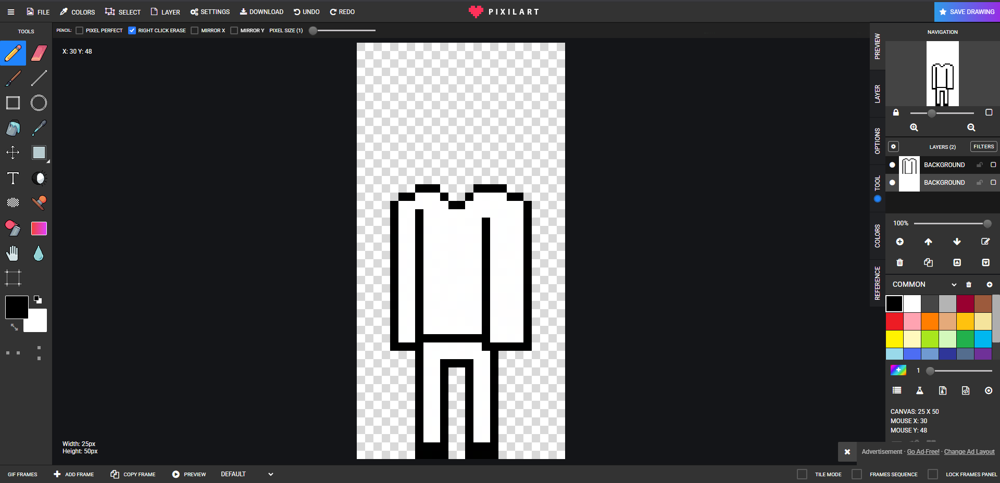 FILE COLORS SELECT LAYER SETTINGS DOWNLOAD UNDO REDO PIXILART SAVE DRAWING
TOOLS PENCIL: PIXEL PERFECT RIGHT CLICK ERASE MIRROR X MIRROR Y PIXEL SIZE (1)
X: 30 Y: 48
Width: 25px
Height: 50px
PREVIEW
LAYER
OPTIONS
TOOL
COLORS
REFERENCE
NAVIGATION
LAYERS (2) FILTERS
BACKGROUND
BACKGROUND
100%
COMMON
1
CANVAS: 25 X 50
MOUSE X: 30
MOUSE Y: 48
Advertisement · Go Ad-Free! · Change Ad Layout
GIF FRAMES ADD FRAME COPY FRAME PREVIEW DEFAULT TILE MODE FRAMES SEQUENCE LOCK FRAMES PANEL